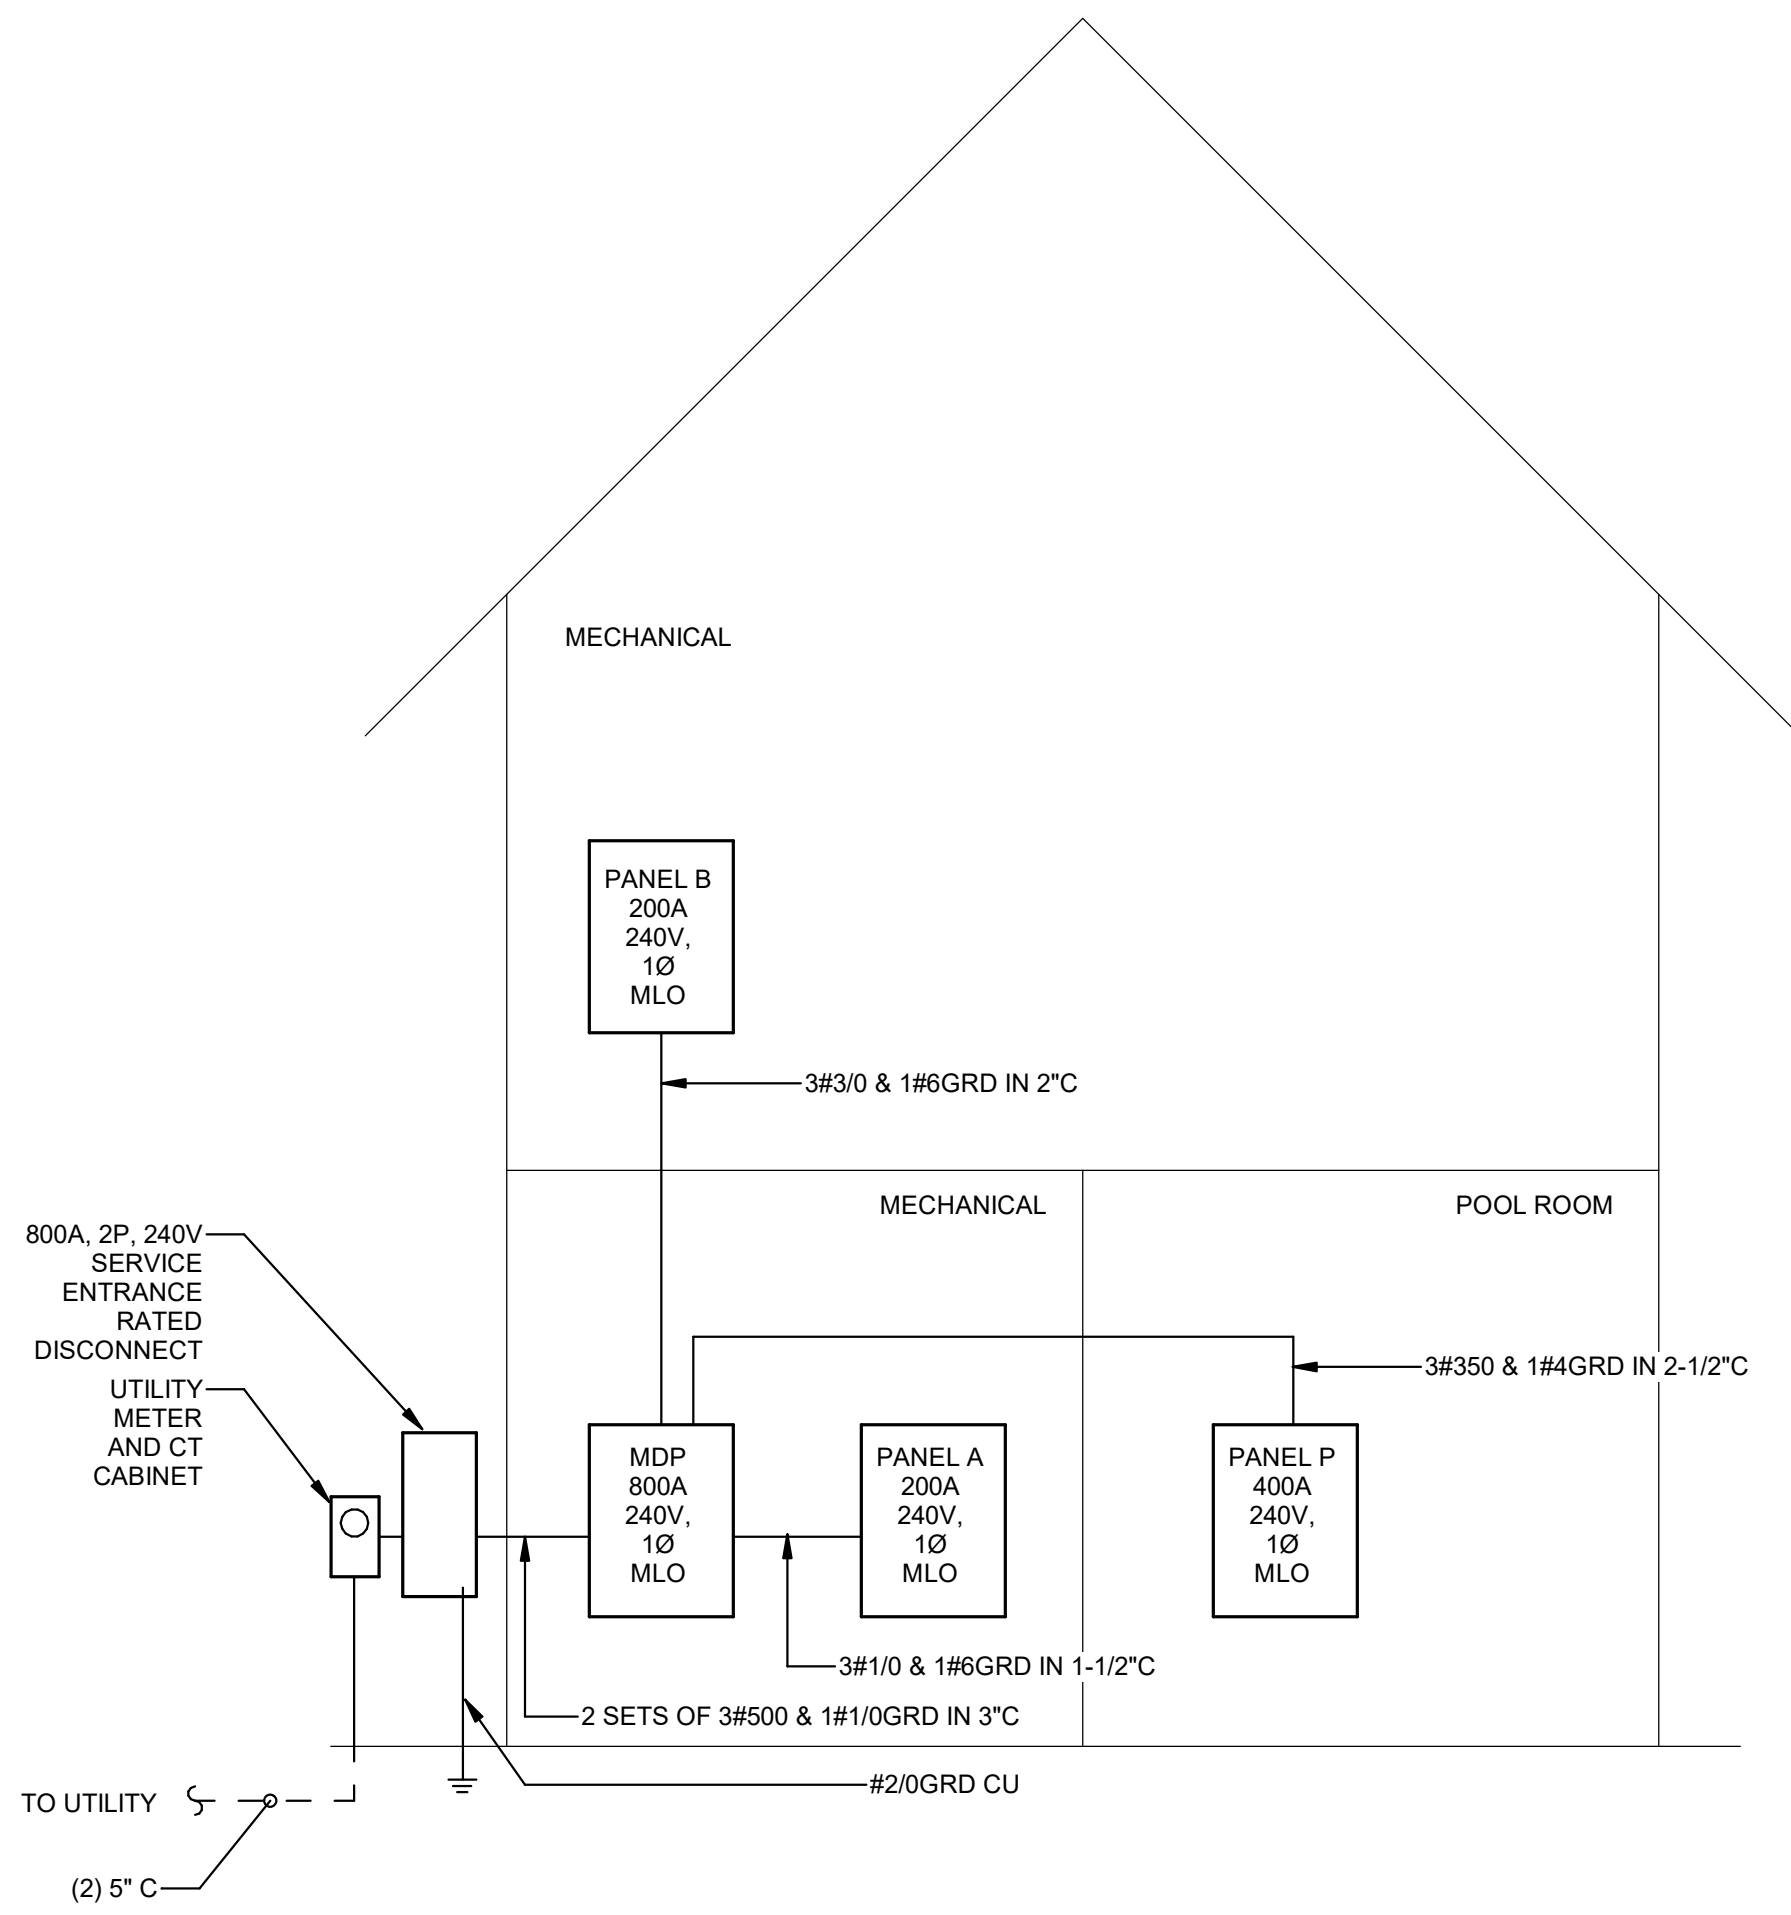 MECHANICAL
PANEL B
200A
240V,
1Ø
MLO
3#3/0 & 1#6GRD IN 2"C
MECHANICAL
POOL ROOM
800A, 2P, 240V
SERVICE
ENTRANCE
RATED
DISCONNECT
UTILITY
METER
AND CT
CABINET
3#350 & 1#4GRD IN 2-1/2"C
MDP
800A
240V,
1Ø
MLO
PANEL A
200A
240V,
1Ø
MLO
PANEL P
400A
240V,
1Ø
MLO
3#1/0 & 1#6GRD IN 1-1/2"C
2 SETS OF 3#500 & 1#1/0GRD IN 3"C
#2/0GRD CU
TO UTILITY
(2) 5" C